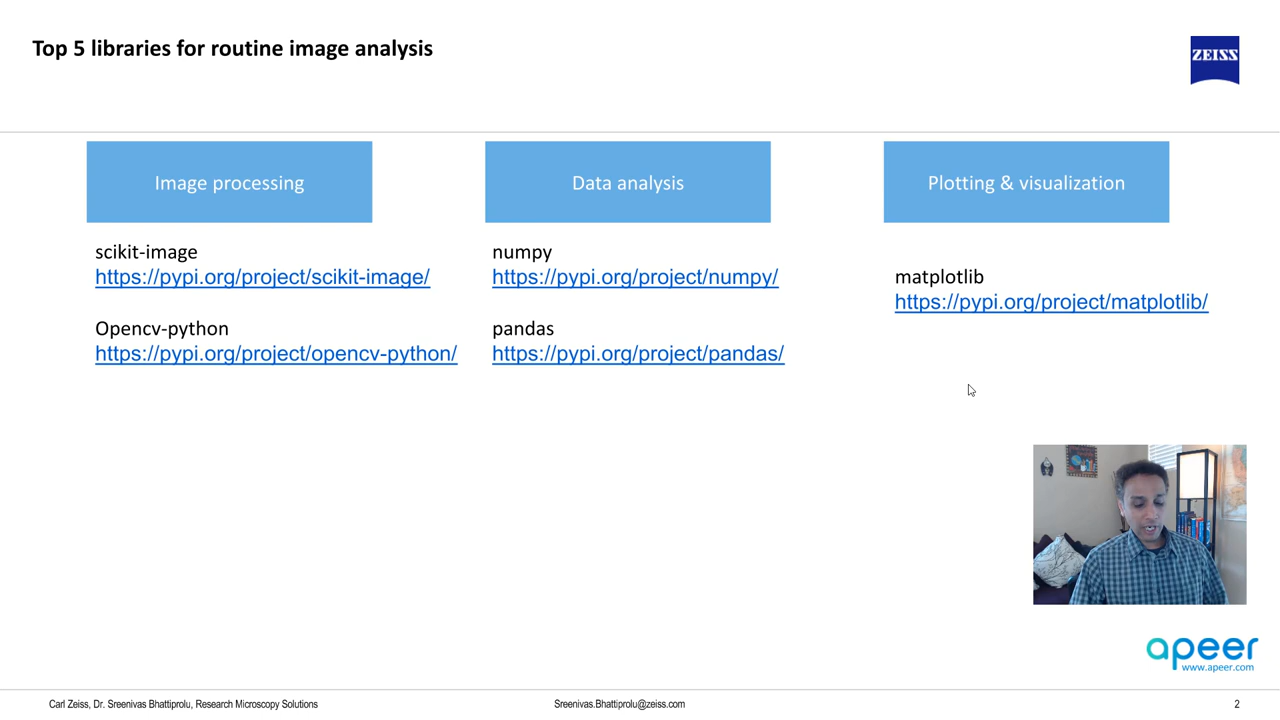 Top 5 libraries for routine image analysis
ZEISS
Image processing
Data analysis
Plotting & visualization
scikit-image
https://pypi.org/project/scikit-image/
Opencv-python
https://pypi.org/project/opencv-python/
numpy
https://pypi.org/project/numpy/
pandas
https://pypi.org/project/pandas/
matplotlib
https://pypi.org/project/matplotlib/
apeer
www.apeer.com
Carl Zeiss, Dr. Sreenivas Bhattiprolu, Research Microscopy Solutions
Sreenivas.Bhattiprolu@zeiss.com
2